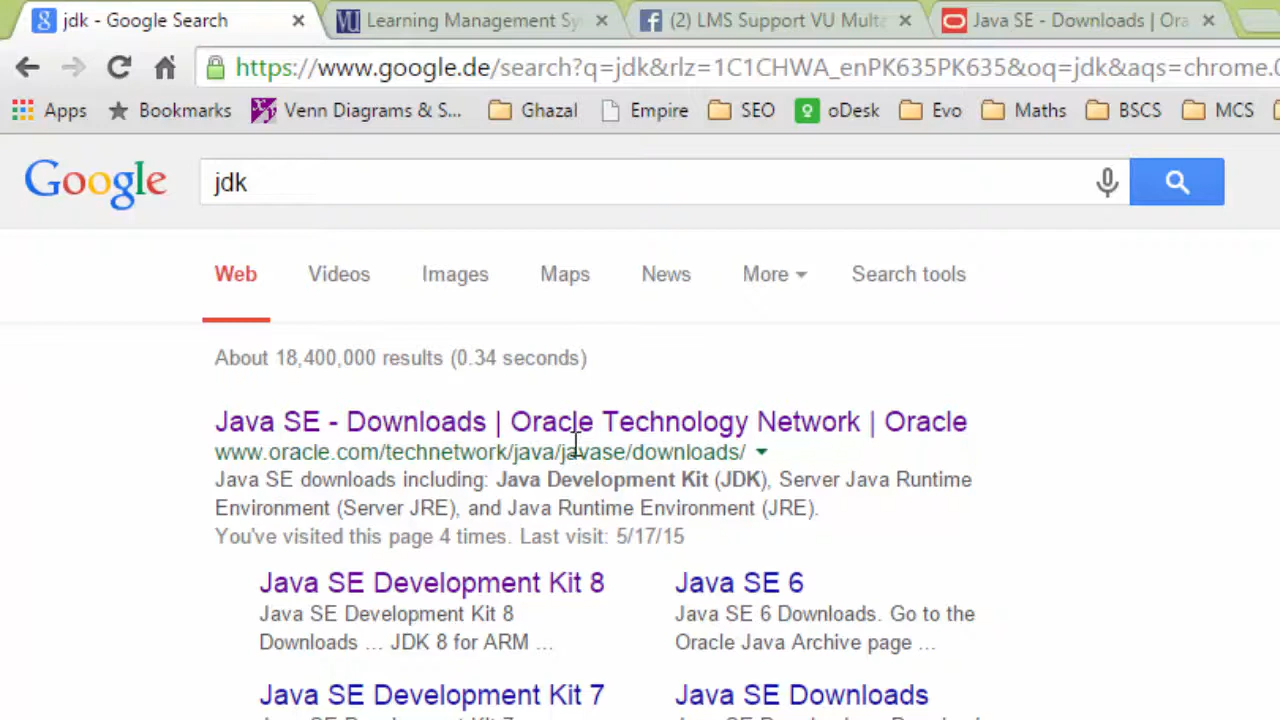 jdk - Google Search
Learning Management Sy
(2) LMS Support VU Multa
Java SE - Downloads | Ora
https://www.google.de/search?q=jdk&rlz=1C1CHWA_enPK635PK635&oq=jdk&aqs=chrome.0
Apps Bookmarks Venn Diagrams & S... Ghazal Empire SEO oDesk Evo Maths BSCS MCS
Google
jdk
Web Videos Images Maps News More Search tools
About 18,400,000 results (0.34 seconds)
Java SE - Downloads | Oracle Technology Network | Oracle
www.oracle.com/technetwork/java/javase/downloads/
Java SE downloads including: Java Development Kit (JDK), Server Java Runtime
Environment (Server JRE), and Java Runtime Environment (JRE).
You've visited this page 4 times. Last visit: 5/17/15
Java SE Development Kit 8
Java SE Development Kit 8
Downloads ... JDK 8 for ARM ...
Java SE 6
Java SE 6 Downloads. Go to the
Oracle Java Archive page ...
Java SE Development Kit 7
Java SE Downloads